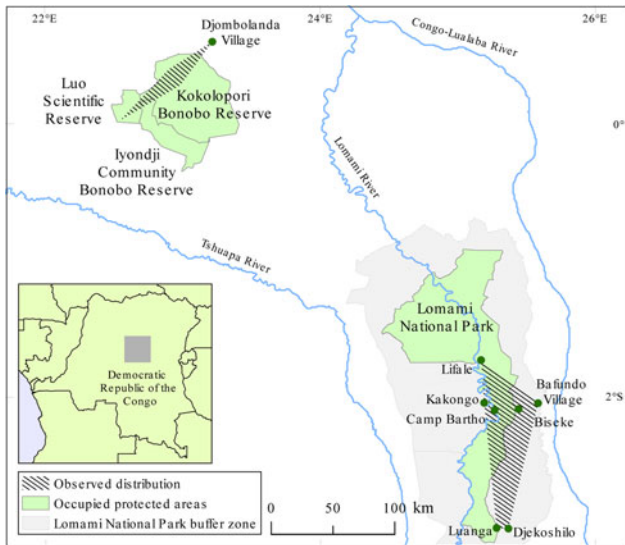 22°E
24°E
26°E
Djombolanda
Village
Congo-Lualaba River
Luo
Scientific
Reserve
Kokolopori
Bonobo Reserve
0°
Iyondji
Community
Bonobo Reserve
Lomami River
Tshuapa River
Lomami
National Park
Lifale
Bafundo
Village
Kakongo
2°S
Camp Bartho
Biseke
Democratic
Republic of the
Congo
Observed distribution
Occupied protected areas
Lomami National Park buffer zone
0 50 100 km
Luanga
Djekoshilo